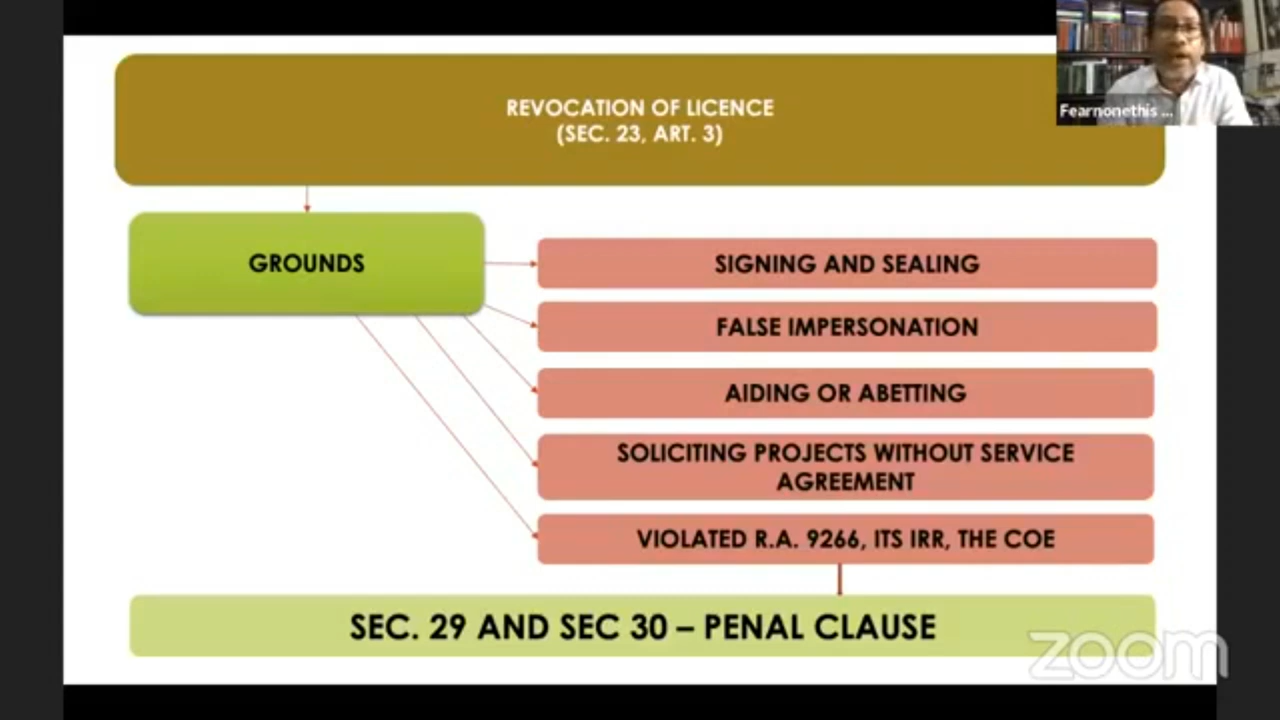 REVOCATION OF LICENCE
(SEC. 23, ART. 3)
Fearnonethis ...
GROUNDS
SIGNING AND SEALING
FALSE IMPERSONATION
AIDING OR ABETTING
SOLICITING PROJECTS WITHOUT SERVICE
AGREEMENT
VIOLATED R.A. 9266, ITS IRR, THE COE
SEC. 29 AND SEC 30 – PENAL CLAUSE
zoom